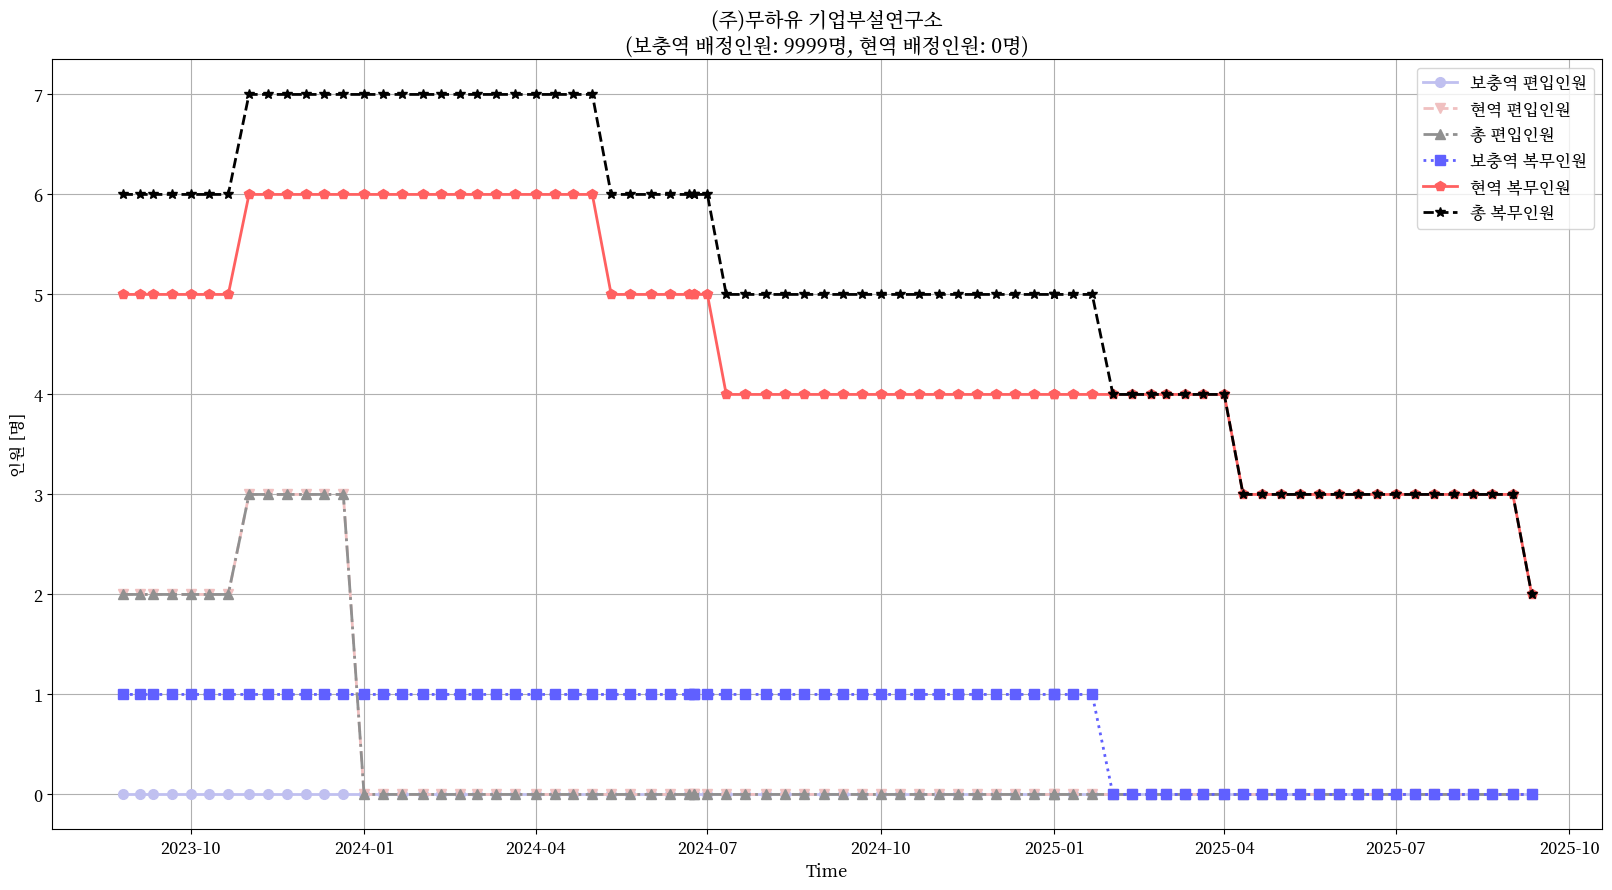 (주)무하유 기업부설연구소
(보충역 배정인원: 9999명, 현역 배정인원: 0명)
보충역 편입인원
현역 편입인원
총 편입인원
보충역 복무인원
현역 복무인원
총 복무인원
인원 [명]
7
6
5
4
3
2
1
0
2023-10
2024-01
2024-04
2024-07
2024-10
2025-01
2025-04
2025-07
2025-10
Time